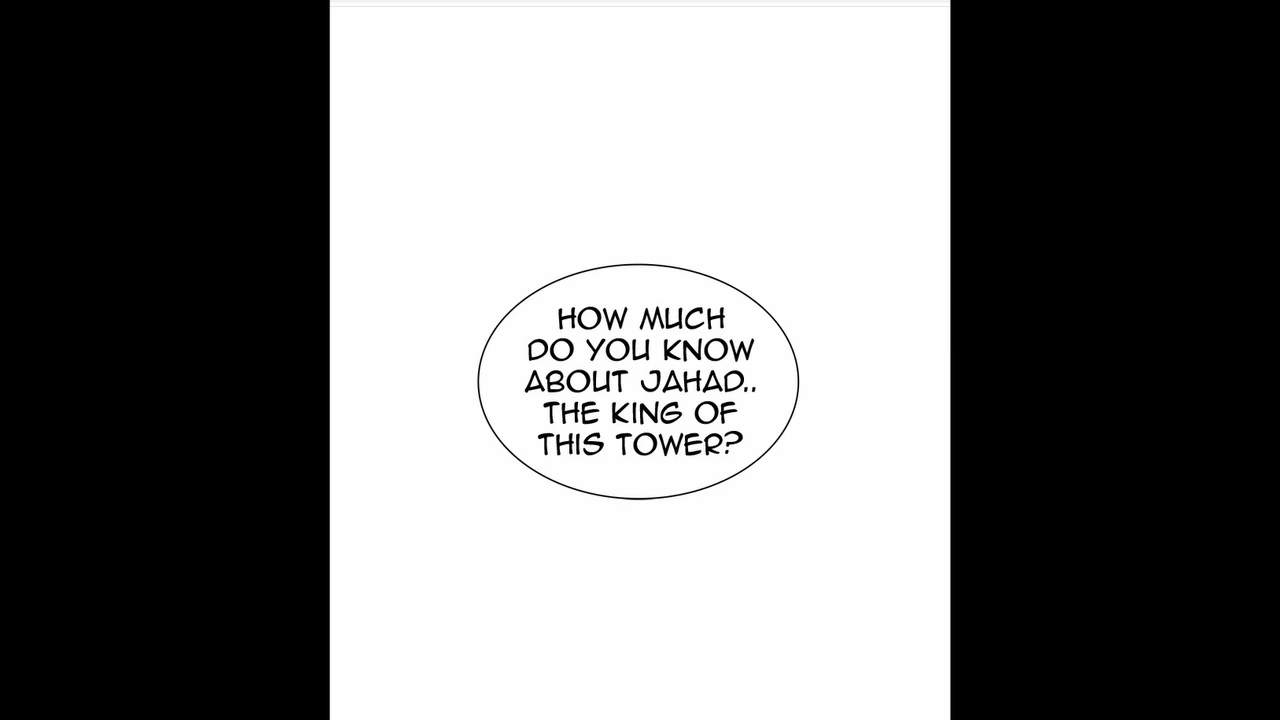 HOW MUCH
DO YOU KNOW
ABOUT JAHAD..
THE KING OF
THIS TOWER?